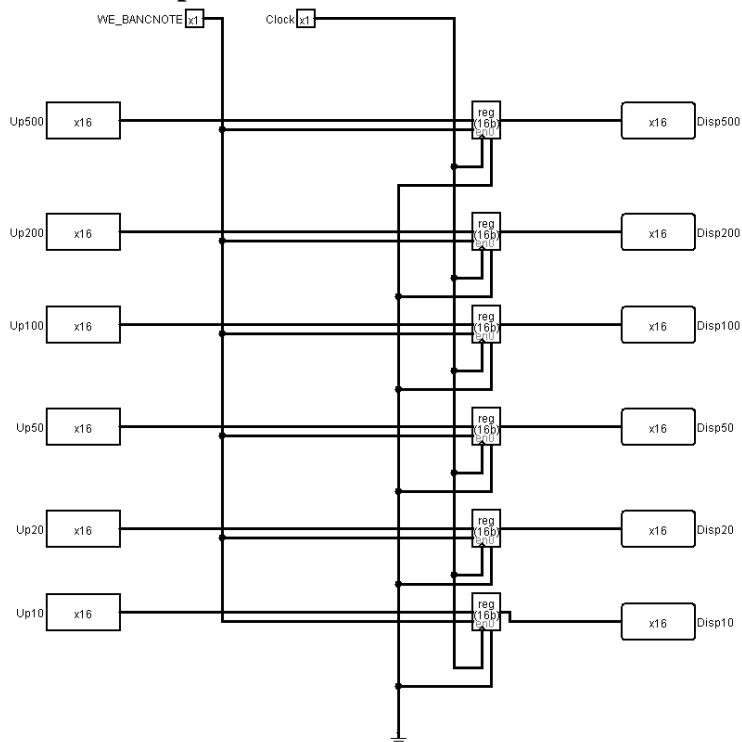 WE_BANCNOTE x1 Clock x1
Up500 x16 reg (16b) en0 x16 Disp500
Up200 x16 reg (16b) en0 x16 Disp200
Up100 x16 reg (16b) en0 x16 Disp100
Up50 x16 reg (16b) en0 x16 Disp50
Up20 x16 reg (16b) en0 x16 Disp20
Up10 x16 reg (16b) en0 x16 Disp10